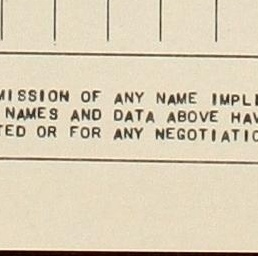 MISSION OF ANY NAME IMPLI
NAMES AND DATA ABOVE HAV
TED OR FOR ANY NEGOTIATIO